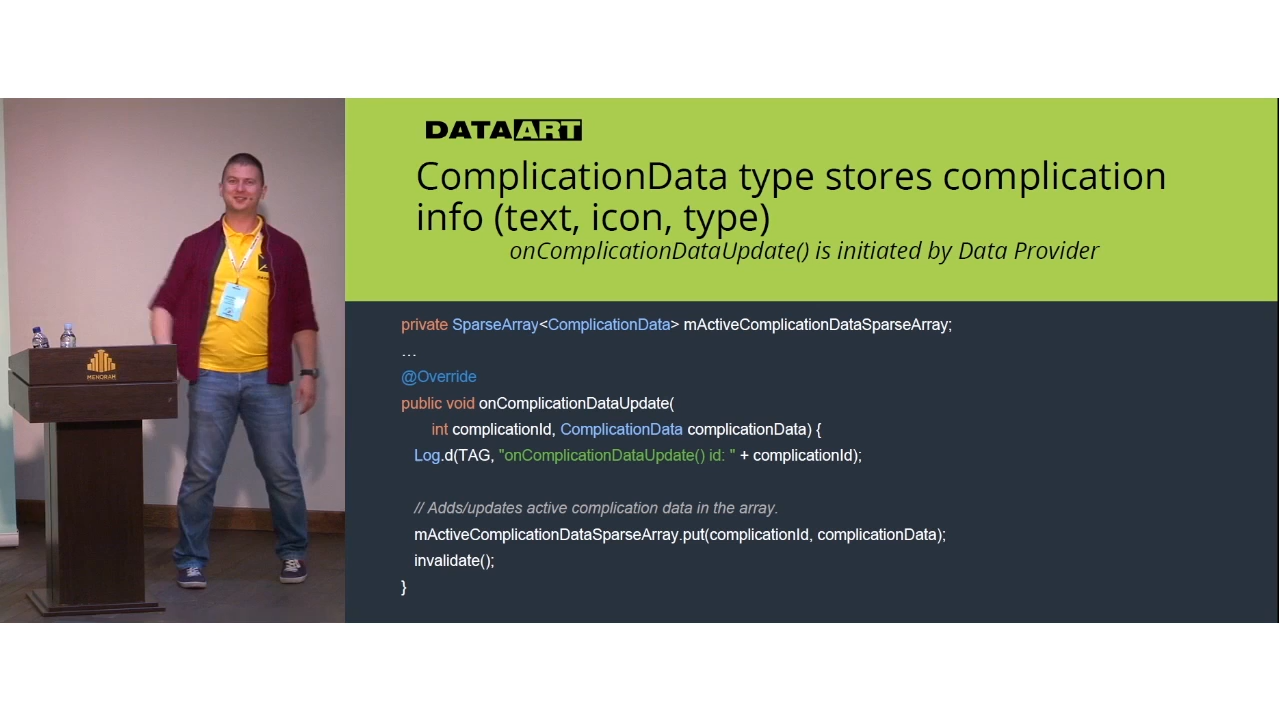 DATAART
ComplicationData type stores complication
info (text, icon, type)
onComplicationDataUpdate() is initiated by Data Provider
private SparseArray<ComplicationData> mActiveComplicationDataSparseArray;
...
@Override
public void onComplicationDataUpdate(
int complicationId, ComplicationData complicationData) {
Log.d(TAG, "onComplicationDataUpdate() id: " + complicationId);
// Adds/updates active complication data in the array.
mActiveComplicationDataSparseArray.put(complicationId, complicationData);
invalidate();
}
MENORAH